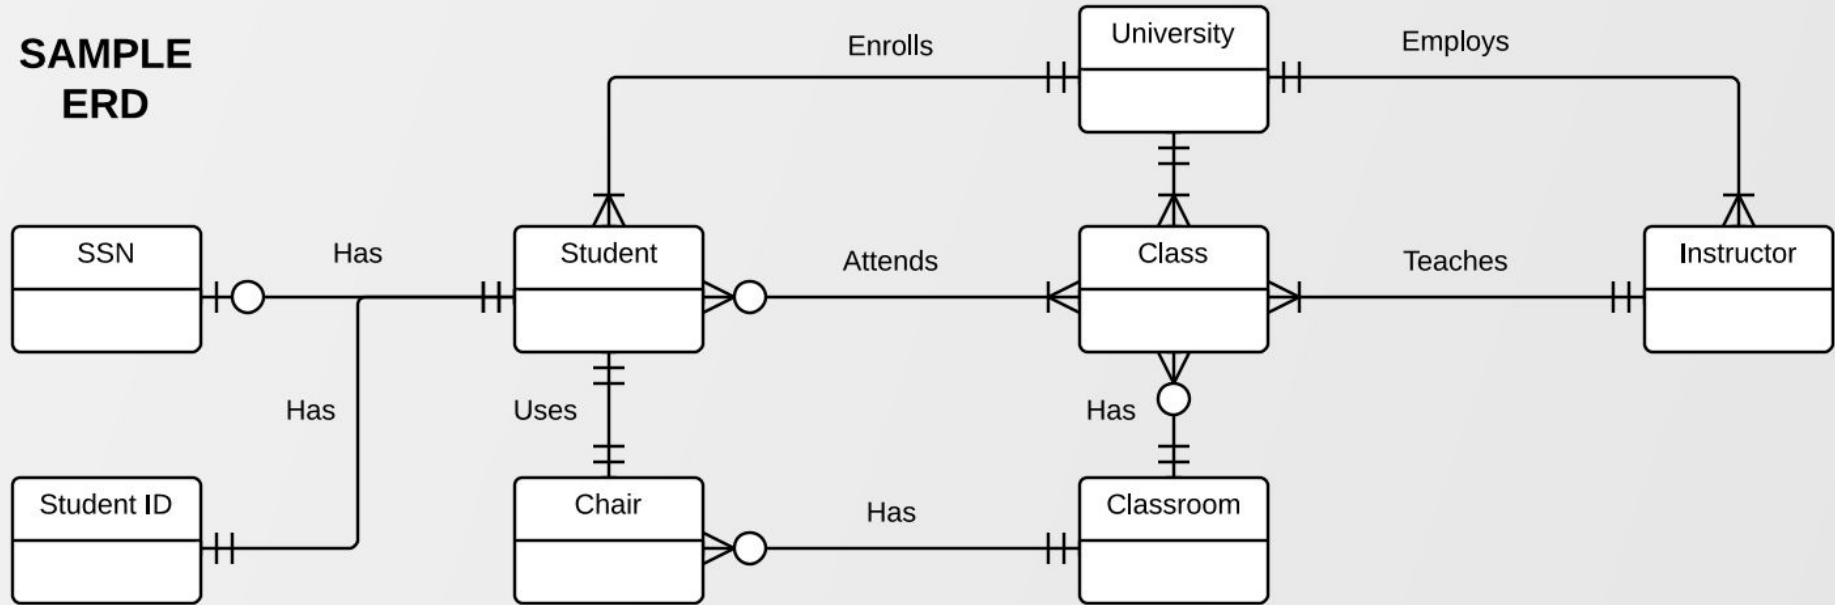 SAMPLE
ERD
Enrolls
University
Employs
SSN
Has
Student
Attends
Class
Teaches
Instructor
Has
Uses
Has
Student ID
Chair
Has
Classroom